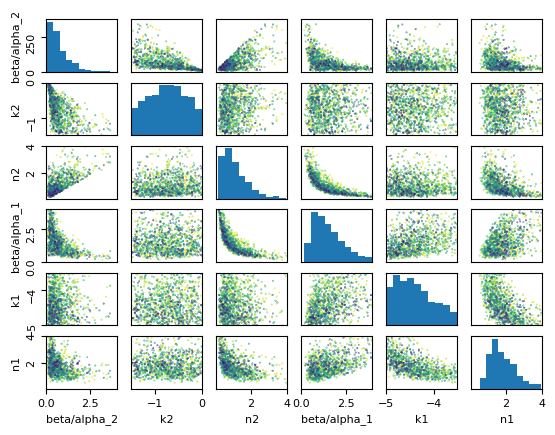 beta/alpha_2
250
0
k2
0
−1
n2
4
2
beta/alpha_1
2.5
0.0
k1
−4
−5
n1
4
2
0.0 2.5 −1 0 2 4 0.0 2.5 −5 −4 2 4
beta/alpha_2 k2 n2 beta/alpha_1 k1 n1